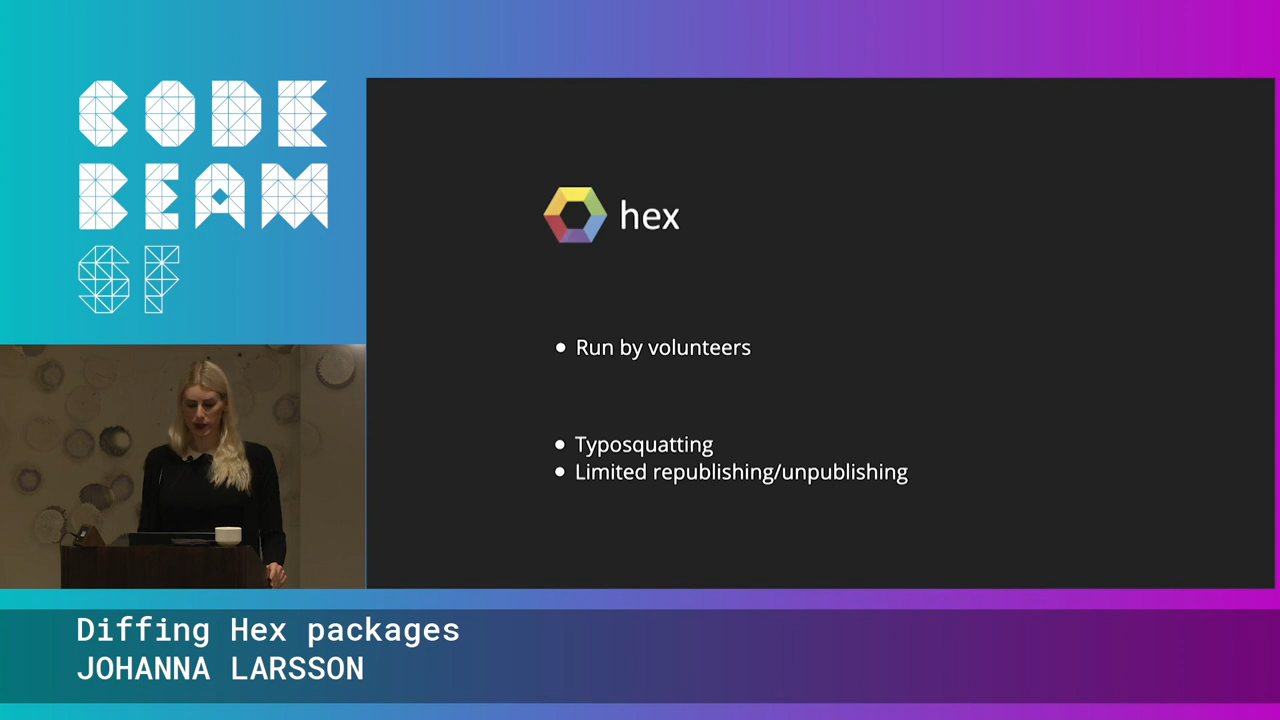 CODE
BEAM
SF
hex
Run by volunteers
Typosquatting
Limited republishing/unpublishing
Diffing Hex packages
JOHANNA LARSSON